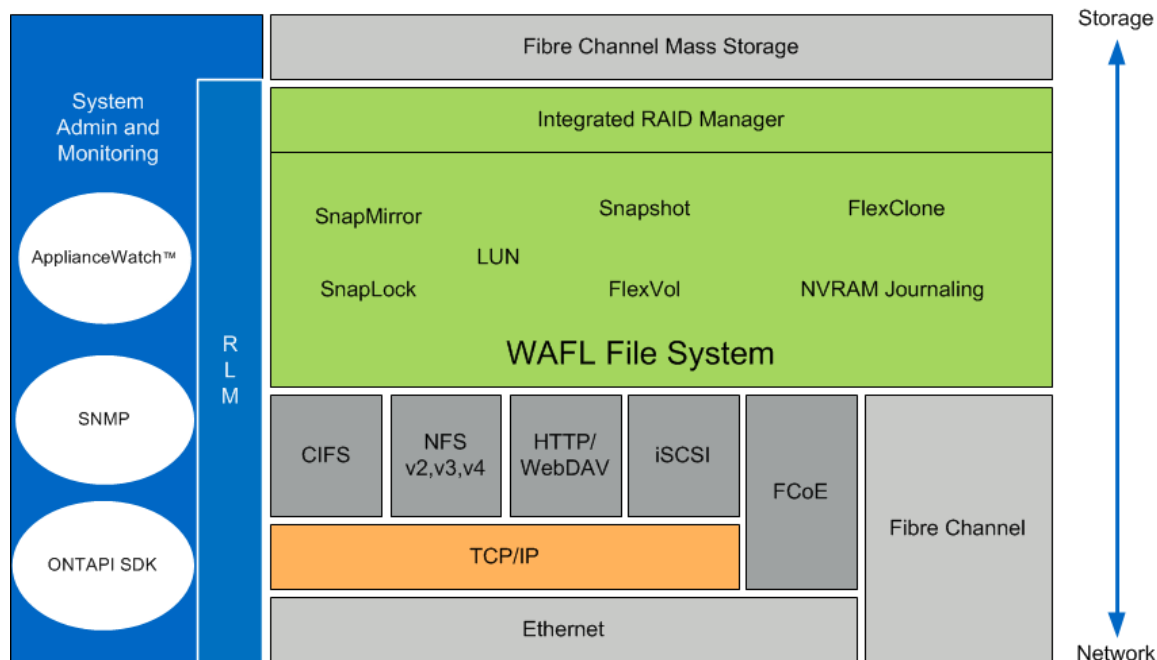 Storage
Fibre Channel Mass Storage
System
Admin and
Monitoring
Integrated RAID Manager
SnapMirror
Snapshot
FlexClone
ApplianceWatch™
LUN
SnapLock
FlexVol
NVRAM Journaling
WAFL File System
R
L
M
SNMP
CIFS
NFS
v2,v3,v4
HTTP/
WebDAV
iSCSI
FCoE
Fibre Channel
ONTAPI SDK
TCP/IP
Ethernet
Network